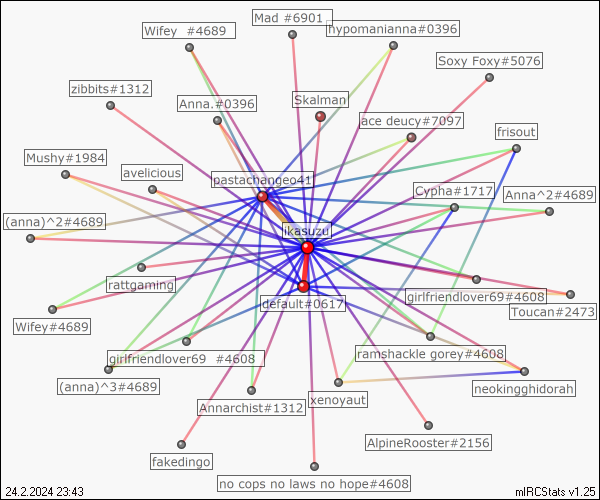 Mad #6901
Wifey  #4689
hypomanianna#0396
Soxy Foxy#5076
zibbits#1312
Anna.#0396
Skalman
ace deucy#7097
frisout
Mushy#1984
avelicious
pastachangeo41
Cypha#1717
Anna^2#4689
(anna)^2#4689
ikasuzu
rattgaming
default#0617
girlfriendlover69#4608
Toucan#2473
Wifey#4689
girlfriendlover69  #4608
ramshackle gorey#4608
(anna)^3#4689
neokingghidorah
Annarchist#1312
xenoyaut
AlpineRooster#2156
fakedingo
no cops no laws no hope#4608
24.2.2024 23:43
mIRCStats v1.25